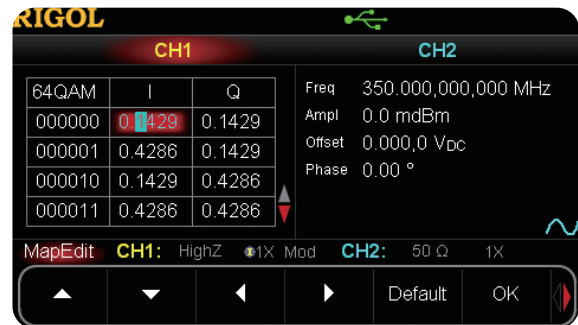 RIGOL
CH1 CH2
64QAM I Q
000000 0.1429 0.1429
000001 0.4286 0.1429
000010 0.1429 0.4286
000011 0.4286 0.4286
Freq 350.000,000,000 MHz
Ampl 0.0 mdBm
Offset 0.000,0 VDC
Phase 0.00 °
MapEdit CH1: HighZ 1X Mod CH2: 50 Ω 1X
Default OK